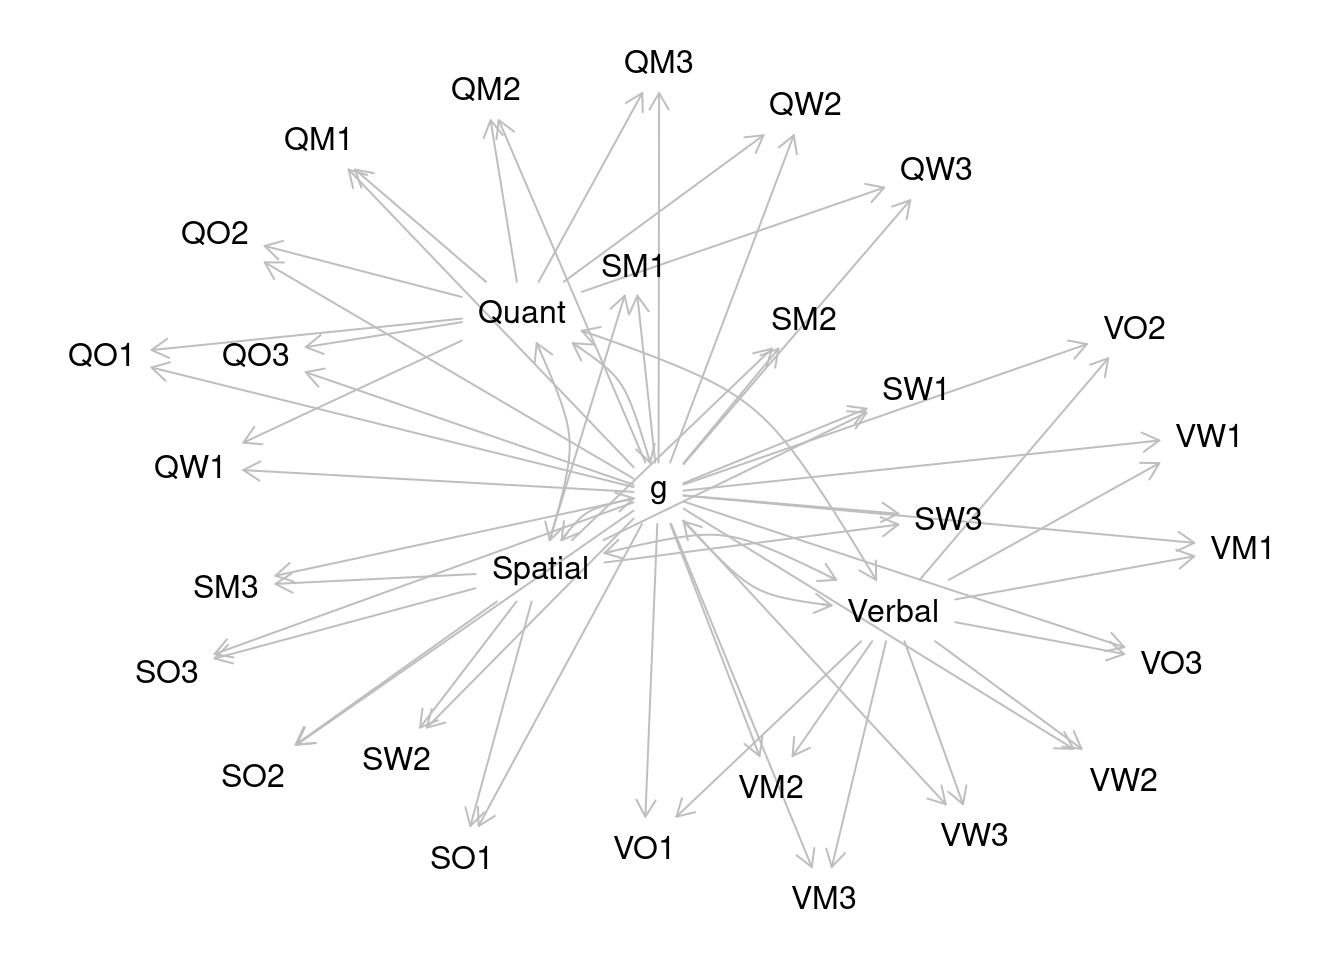 QM3
QM2
QW2
QM1
QW3
QO2
SM1
Quant
SM2
VO2
QO1
QO3
SW1
VW1
QW1
g
SW3
VM1
Spatial
SM3
Verbal
VO3
SO3
SW2
SO2
VM2
VW2
VW3
VO1
SO1
VM3